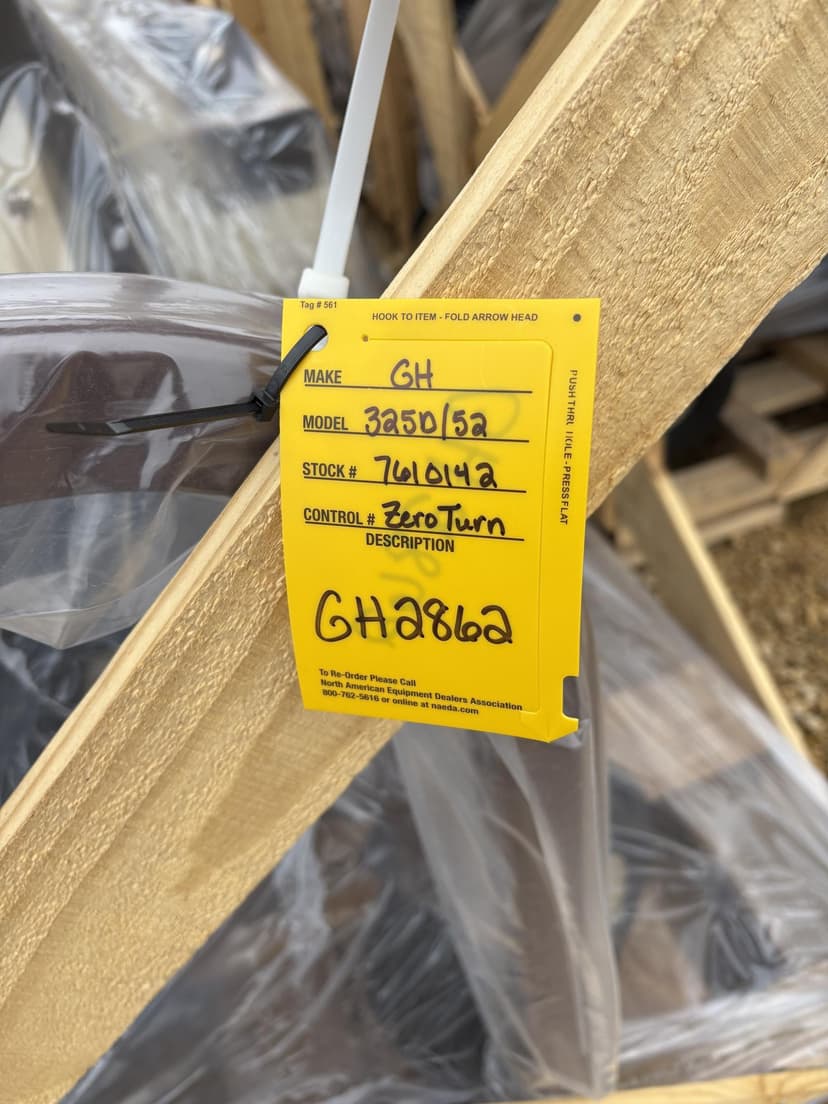 Tag # 561
HOOK TO ITEM - FOLD ARROW HEAD
MAKE GH
MODEL 3250/52
STOCK # 7610142
CONTROL # Zero Turn
DESCRIPTION
GH2862
To Re-Order Please Call
North American Equipment Dealers Association
800-762-5616 or online at naeda.com
PUSH THRU HOLE - PRESS FLAT